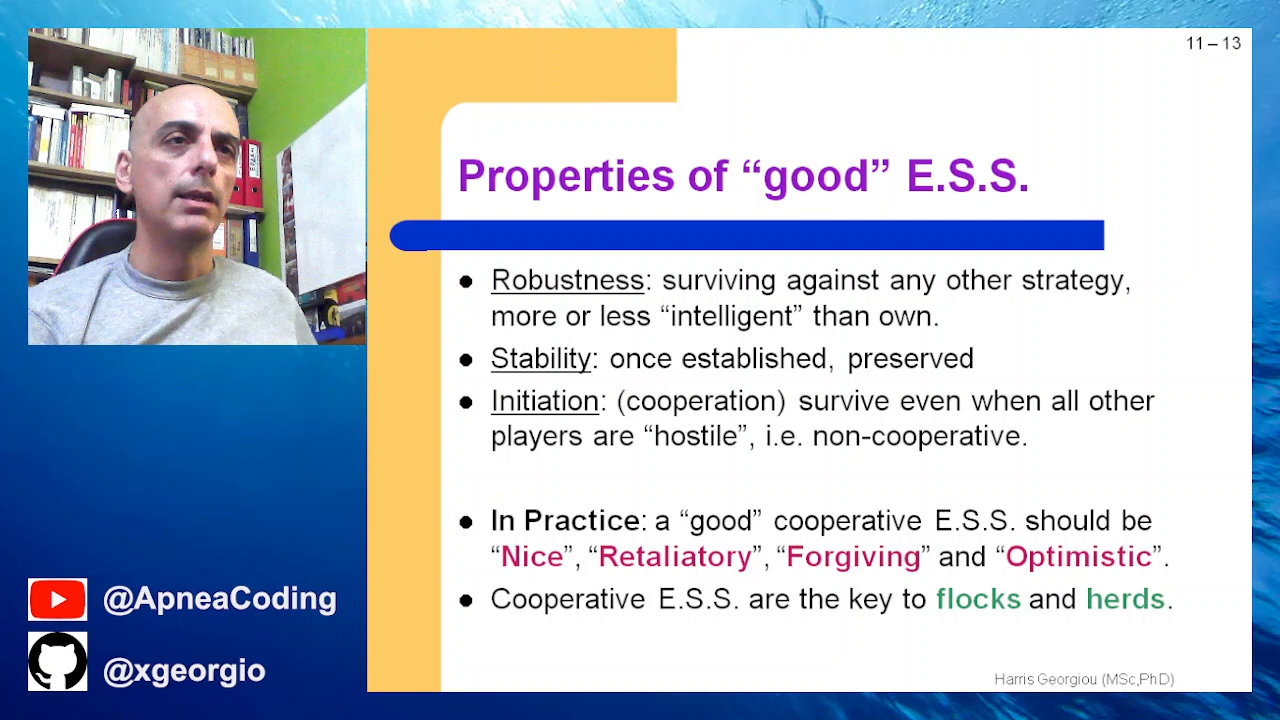 11 – 13
Properties of “good” E.S.S.
● Robustness: surviving against any other strategy,
more or less “intelligent” than own.
● Stability: once established, preserved
● Initiation: (cooperation) survive even when all other
players are “hostile”, i.e. non-cooperative.
● In Practice: a “good” cooperative E.S.S. should be
“Nice”, “Retaliatory”, “Forgiving” and “Optimistic”.
● Cooperative E.S.S. are the key to flocks and herds.
Harris Georgiou (MSc,PhD)
@ApneaCoding
@xgeorgio